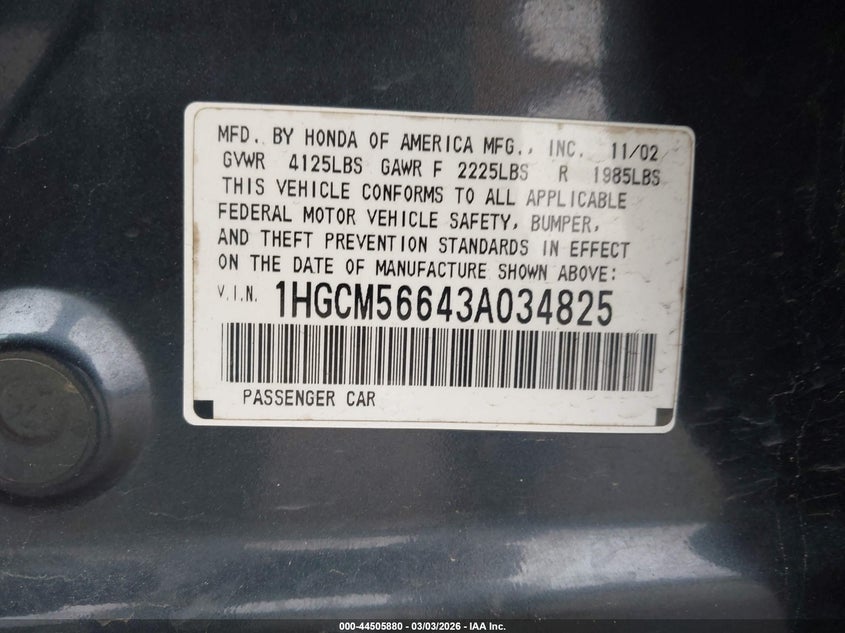 MFD. BY HONDA OF AMERICA MFG., INC. 11/02
GVWR 4125LBS GAWR F 2225LBS R 1985LBS
THIS VEHICLE CONFORMS TO ALL APPLICABLE
FEDERAL MOTOR VEHICLE SAFETY, BUMPER,
AND THEFT PREVENTION STANDARDS IN EFFECT
ON THE DATE OF MANUFACTURE SHOWN ABOVE:
V.I.N. 1HGCM56643A034825
PASSENGER CAR
000-44505880 - 03/03/2026 - IAA Inc.